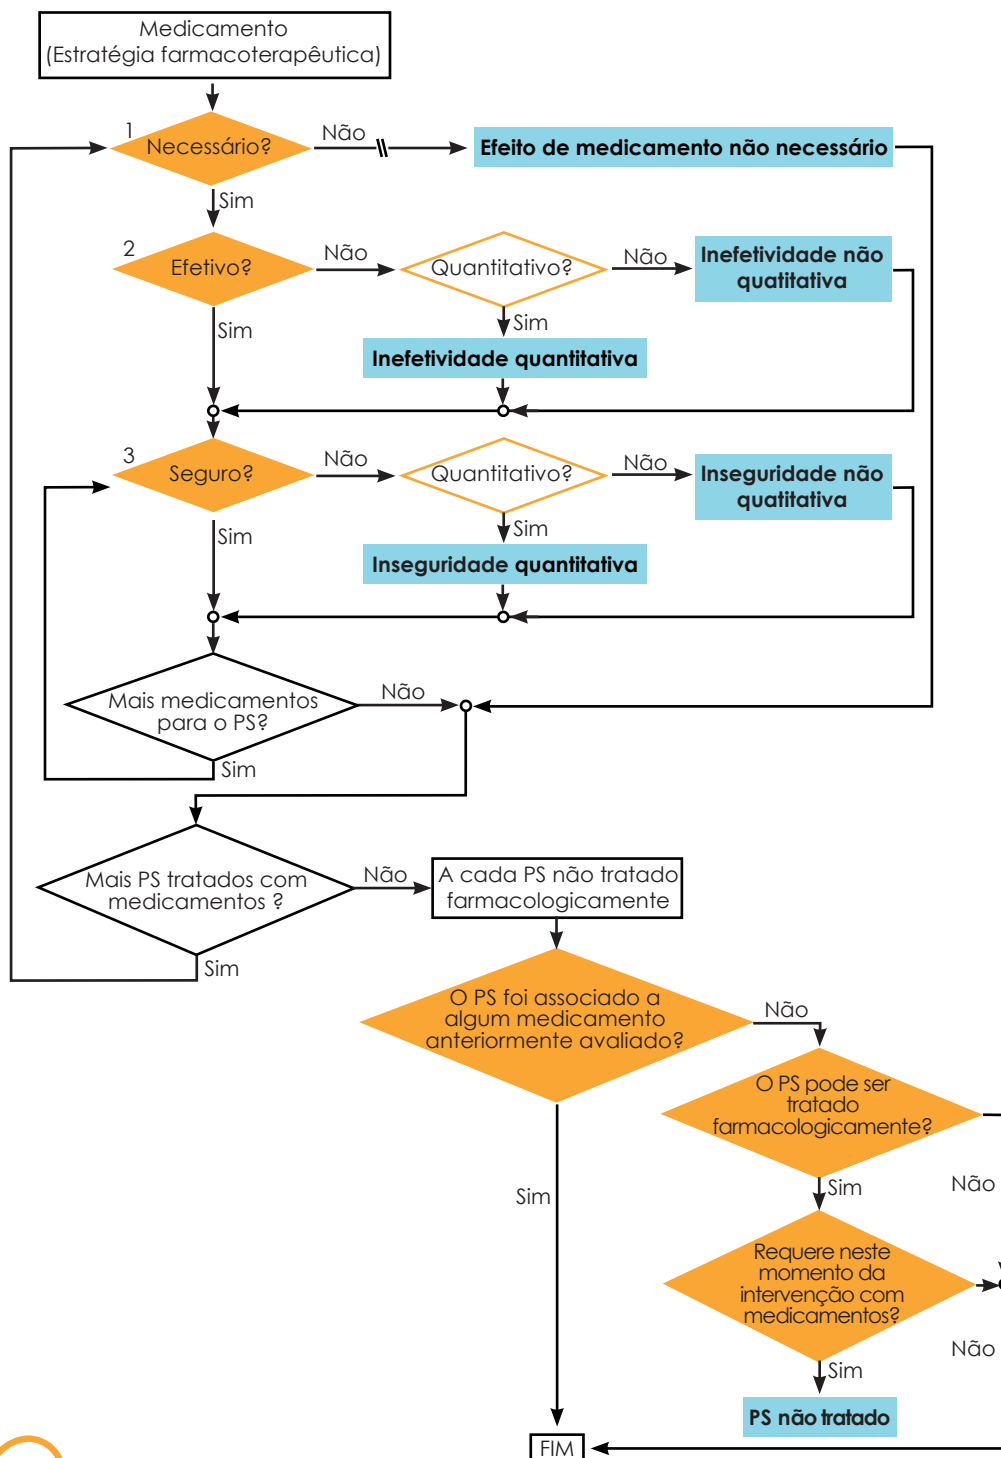 Medicamento
(Estratégia farmacoterapêutica)
1
Necessário?
Não
Efeito de medicamento não necessário
Sim
2
Efetivo?
Não
Quantitativo?
Não
Inefetividade não
quatitativa
Sim
Sim
Inefetividade quantitativa
3
Seguro?
Não
Quantitativo?
Não
Inseguridade não
quatitativa
Sim
Sim
Inseguridade quantitativa
Mais medicamentos
para o PS?
Não
Sim
Mais PS tratados com
medicamentos ?
Não
A cada PS não tratado
farmacologicamente
Sim
O PS foi associado a
algum medicamento
anteriormente avaliado?
Não
O PS pode ser
tratado
farmacologicamente?
Sim
Sim
Não
Requere neste
momento da
intervenção com
medicamentos?
Não
Sim
PS não tratado
FIM